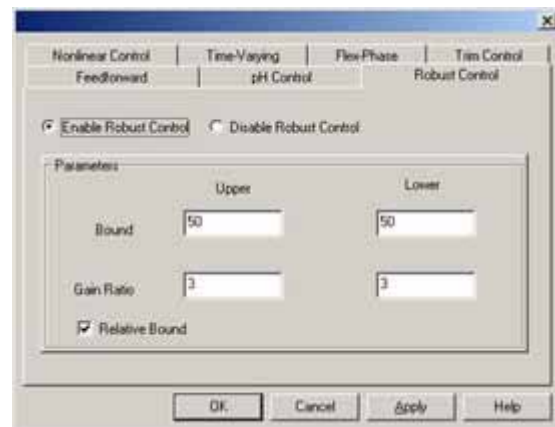 Nonlinear Control Time-Varying Flex-Phase Trim Control
Feedforward pH Control Robust Control
Enable Robust Control Disable Robust Control
Parameters
Upper Lower
Bound 50 50
Gain Ratio 3 3
Relative Bound
OK Cancel Apply Help